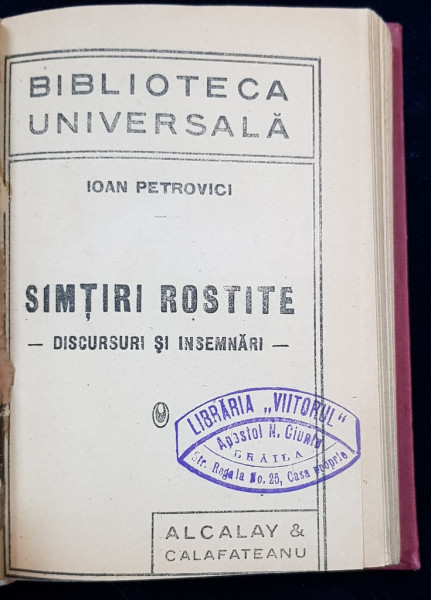 BIBLIOTECA
UNIVERSALĂ
IOAN PETROVICI
SIMȚIRI ROSTITE
— DISCURSURI ȘI INSEMNĂRI —
LIBRĂRIA „VIITORUL"
Apostol N. Ciuntu
BRĂILA
Str. Regala No. 25, Casa proprie
ALCALAY &
CALAFATEANU